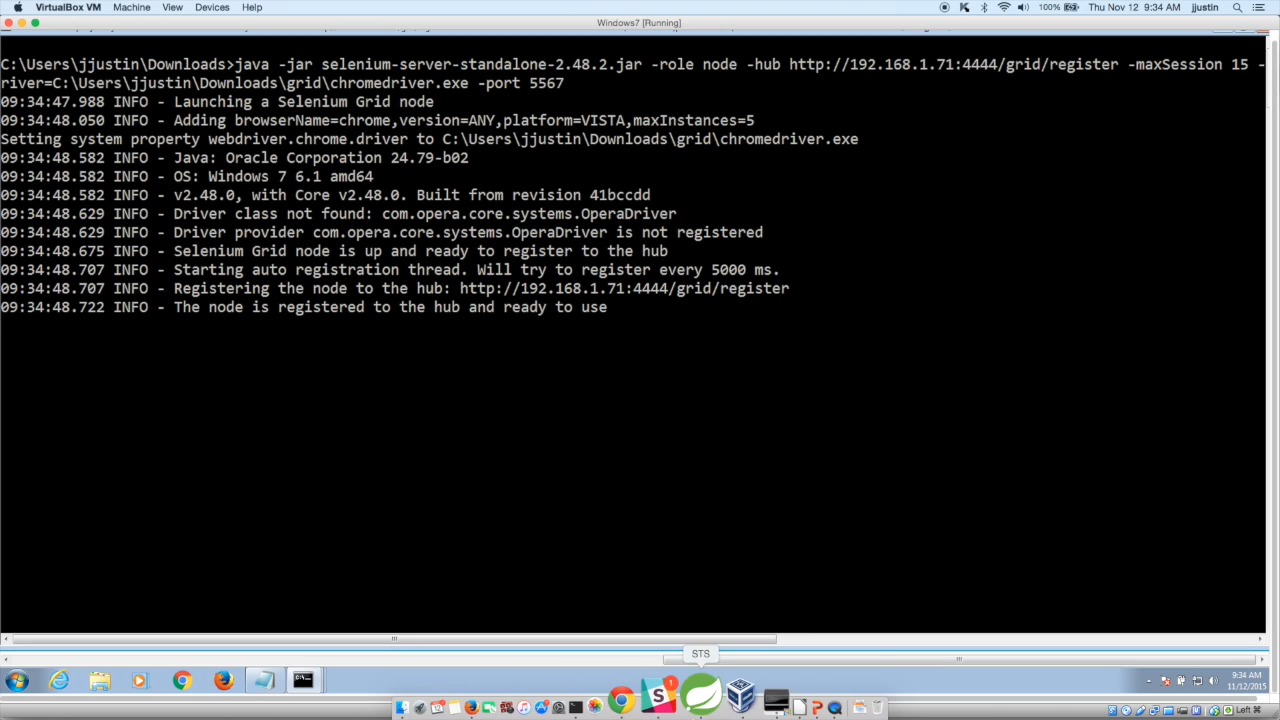 VirtualBox VM Machine View Devices Help 100% Thu Nov 12 9:34 AM jjustin
Windows7 [Running]
C:\Users\jjustin\Downloads>java -jar selenium-server-standalone-2.48.2.jar -role node -hub http://192.168.1.71:4444/grid/register -maxSession 15 -
river=C:\Users\jjustin\Downloads\grid\chromedriver.exe -port 5567
09:34:47.988 INFO - Launching a Selenium Grid node
09:34:48.050 INFO - Adding browserName=chrome,version=ANY,platform=VISTA,maxInstances=5
Setting system property webdriver.chrome.driver to C:\Users\jjustin\Downloads\grid\chromedriver.exe
09:34:48.582 INFO - Java: Oracle Corporation 24.79-b02
09:34:48.582 INFO - OS: Windows 7 6.1 amd64
09:34:48.582 INFO - v2.48.0, with Core v2.48.0. Built from revision 41bccdd
09:34:48.629 INFO - Driver class not found: com.opera.core.systems.OperaDriver
09:34:48.629 INFO - Driver provider com.opera.core.systems.OperaDriver is not registered
09:34:48.675 INFO - Selenium Grid node is up and ready to register to the hub
09:34:48.707 INFO - Starting auto registration thread. Will try to register every 5000 ms.
09:34:48.707 INFO - Registering the node to the hub: http://192.168.1.71:4444/grid/register
09:34:48.722 INFO - The node is registered to the hub and ready to use
STS
9:34 AM
11/12/2015
Left ⌘